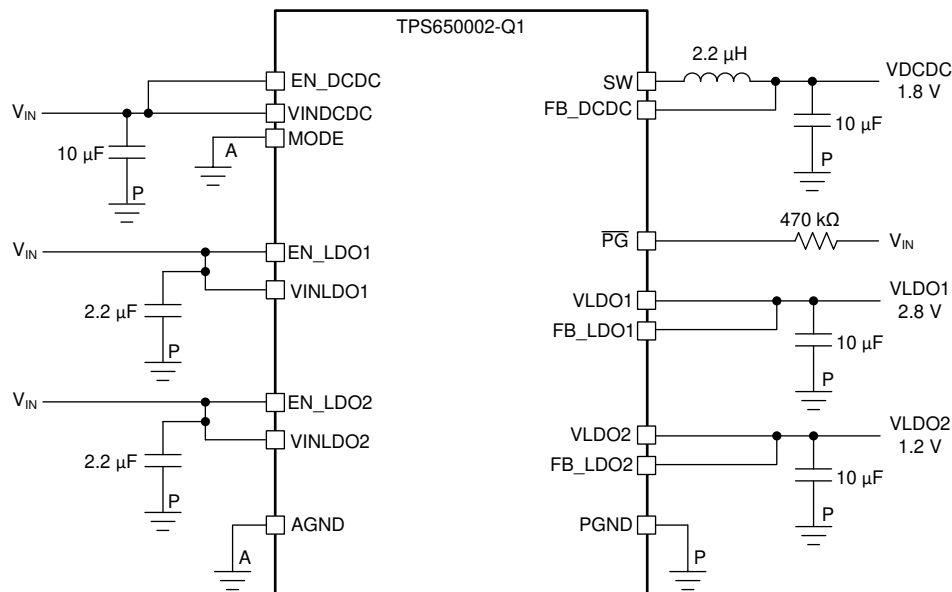 TPS650002-Q1
2.2 µH
EN_DCDC
SW
VDCDC
1.8 V
VIN
VINDCDC
FB_DCDC
MODE
A
10 µF
10 µF
P
P
470 kΩ
VIN
EN_LDO1
PG
VIN
VINLDO1
VLDO1
VLDO1
2.8 V
2.2 µF
FB_LDO1
10 µF
P
P
VIN
EN_LDO2
VINLDO2
VLDO2
VLDO2
1.2 V
2.2 µF
FB_LDO2
10 µF
P
P
AGND
PGND
A
P